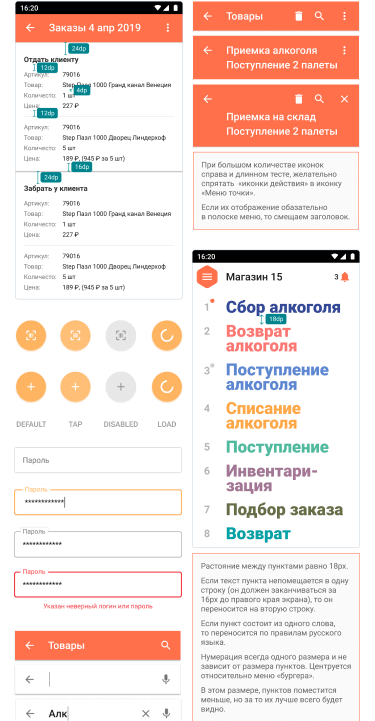 16:20
Заказы 4 апр 2019
24dp
Отдать клиенту
12dp
Артикул: 79016
Товар: Step Пазл 1000 Гранд канал Венеция
4dp
Количесто: 1 шт
Цена: 227 ₽
12dp
Артикул: 79016
Товар: Step Пазл 1000 Дворец Линдерхоф
Количесто: 5 шт
Цена: 189 ₽, (945 ₽ за 5 шт)
16dp
24dp
Забрать у клиента
Артикул: 79016
Товар: Step Пазл 1000 Гранд канал Венеция
Количесто: 1 шт
Цена: 227 ₽
Артикул: 79016
Товар: Step Пазл 1000 Дворец Линдерхоф
Количесто: 5 шт
Цена: 189 ₽, (945 ₽ за 5 шт)
DEFAULT TAP DISABLED LOAD
Пароль
Пароль
************
Пароль
************
Пароль
************
Указан неверный логин или пароль
Товары
Алк
Товары
Приемка алкоголя
Поступление 2 палеты
Приемка на склад
Поступление 2 палеты
При большом количестве иконок
справа и длинном тесте, желательно
спрятать «иконки действия» в иконку
«Меню точки».
Если их отображение обязательно
в полоске меню, то смещаем заголовок.
16:20
Магазин 15 3
1 Сбор алкоголя
18dp
2 Возврат
алкоголя
3 Поступление
алкоголя
4 Списание
алкоголя
5 Поступление
6 Инвентари-
зация
7 Подбор заказа
8 Возврат
Растояние между пунктами равно 18px.
Если текст пункта непомещается в одну
строку (он должен заканчиваться за
16px до правого края экрана), то он
переносится на вторую строку.
Если пункт состоит из одного слова,
то переносится по правилам русского
языка.
Нумерация всегда одного размера и не
зависит от размера пунктов. Центруется
относительно меню «бургера».
В этом размере, пунктов поместится
меньше, но за то их лучше всего будет
видно.